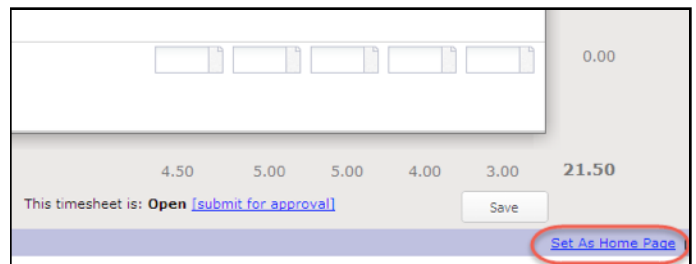 0.00
4.50 5.00 5.00 4.00 3.00 21.50
This timesheet is: Open [submit for approval] Save
Set As Home Page